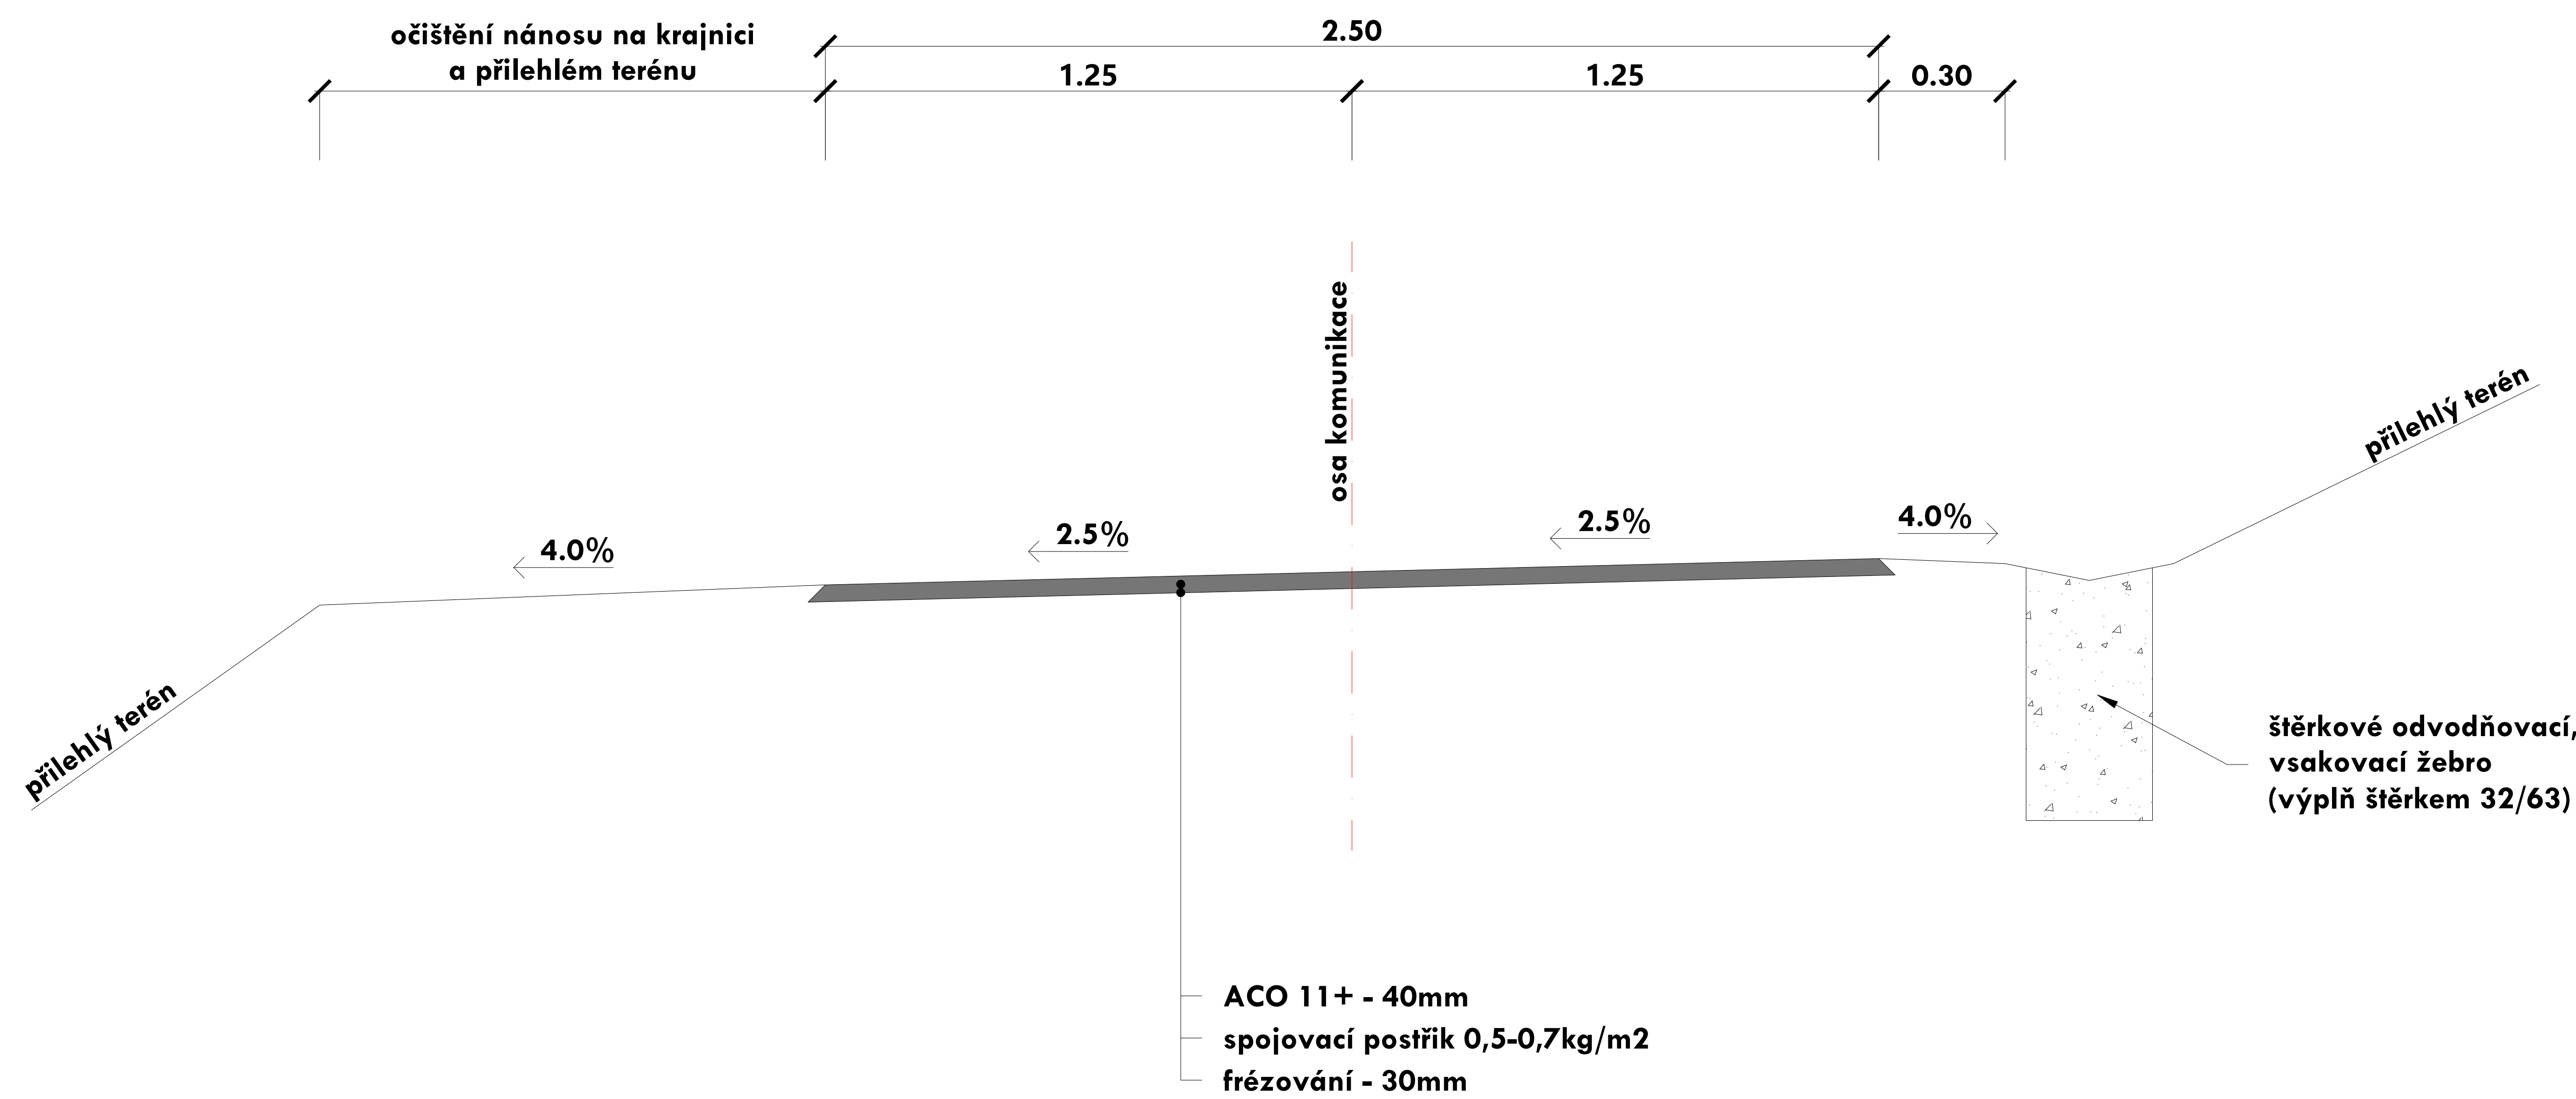 očištění nánosu na krajnici
a přilehlém terénu
2.50
1.25
1.25
0.30
osa komunikace
přilehlý terén
4.0%
2.5%
2.5%
4.0%
přilehlý terén
štěrkové odvodňovací,
vsakovací žebro
(výplň štěrkem 32/63)
ACO 11+ - 40mm
spojovací postřik 0,5-0,7kg/m2
frézování - 30mm